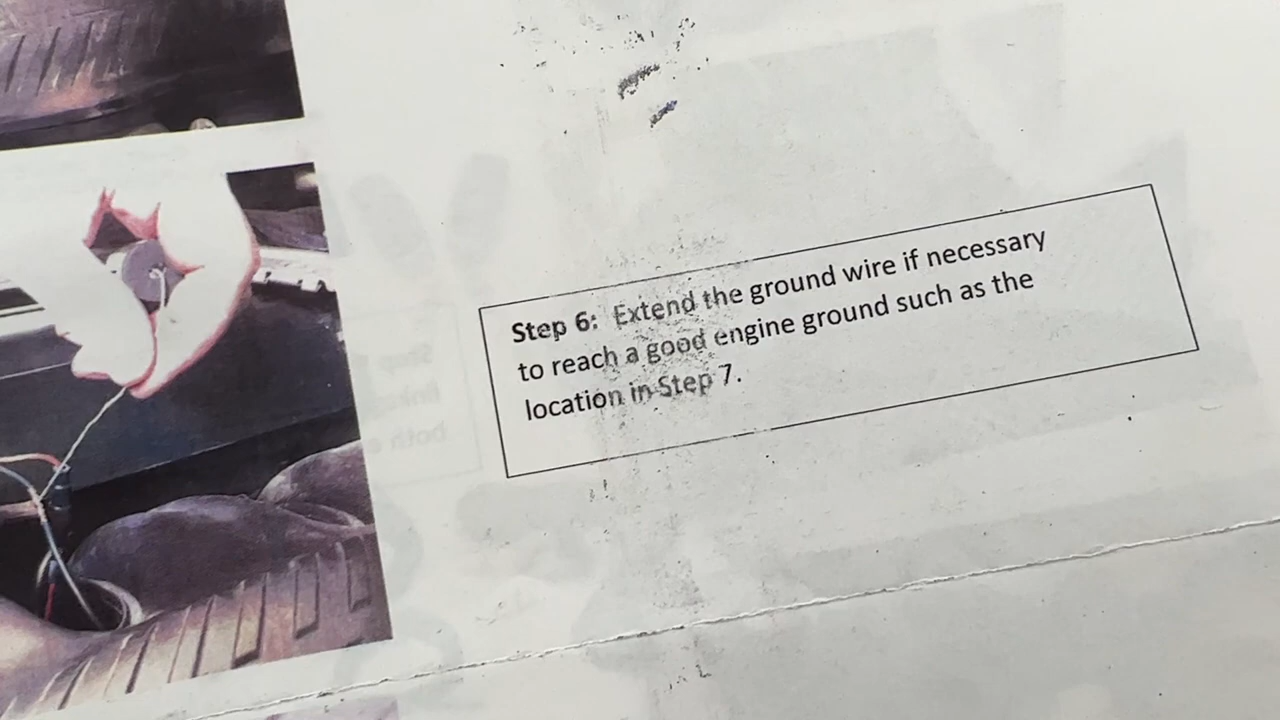 Step 6: Extend the ground wire if necessary
to reach a good engine ground such as the
location in Step 7.